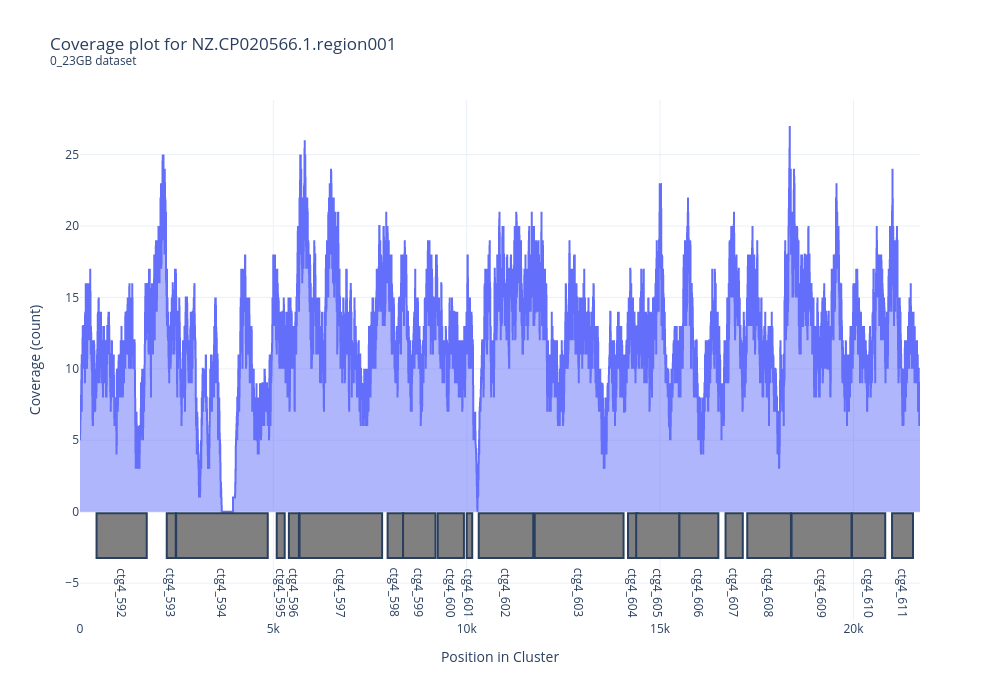 Coverage plot for NZ.CP020566.1.region001
0_23GB dataset
25
20
15
10
5
0
−5
Coverage (count)
ctg4_592
ctg4_593
ctg4_594
ctg4_595
ctg4_596
ctg4_597
ctg4_598
ctg4_599
ctg4_600
ctg4_601
ctg4_602
ctg4_603
ctg4_604
ctg4_605
ctg4_606
ctg4_607
ctg4_608
ctg4_609
ctg4_610
ctg4_611
0
5k
10k
15k
20k
Position in Cluster